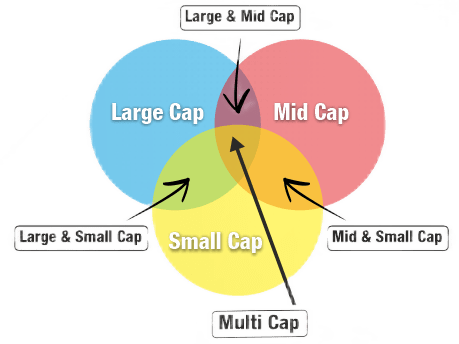 Large & Mid Cap
Large Cap
Mid Cap
Large & Small Cap
Small Cap
Mid & Small Cap
Multi Cap